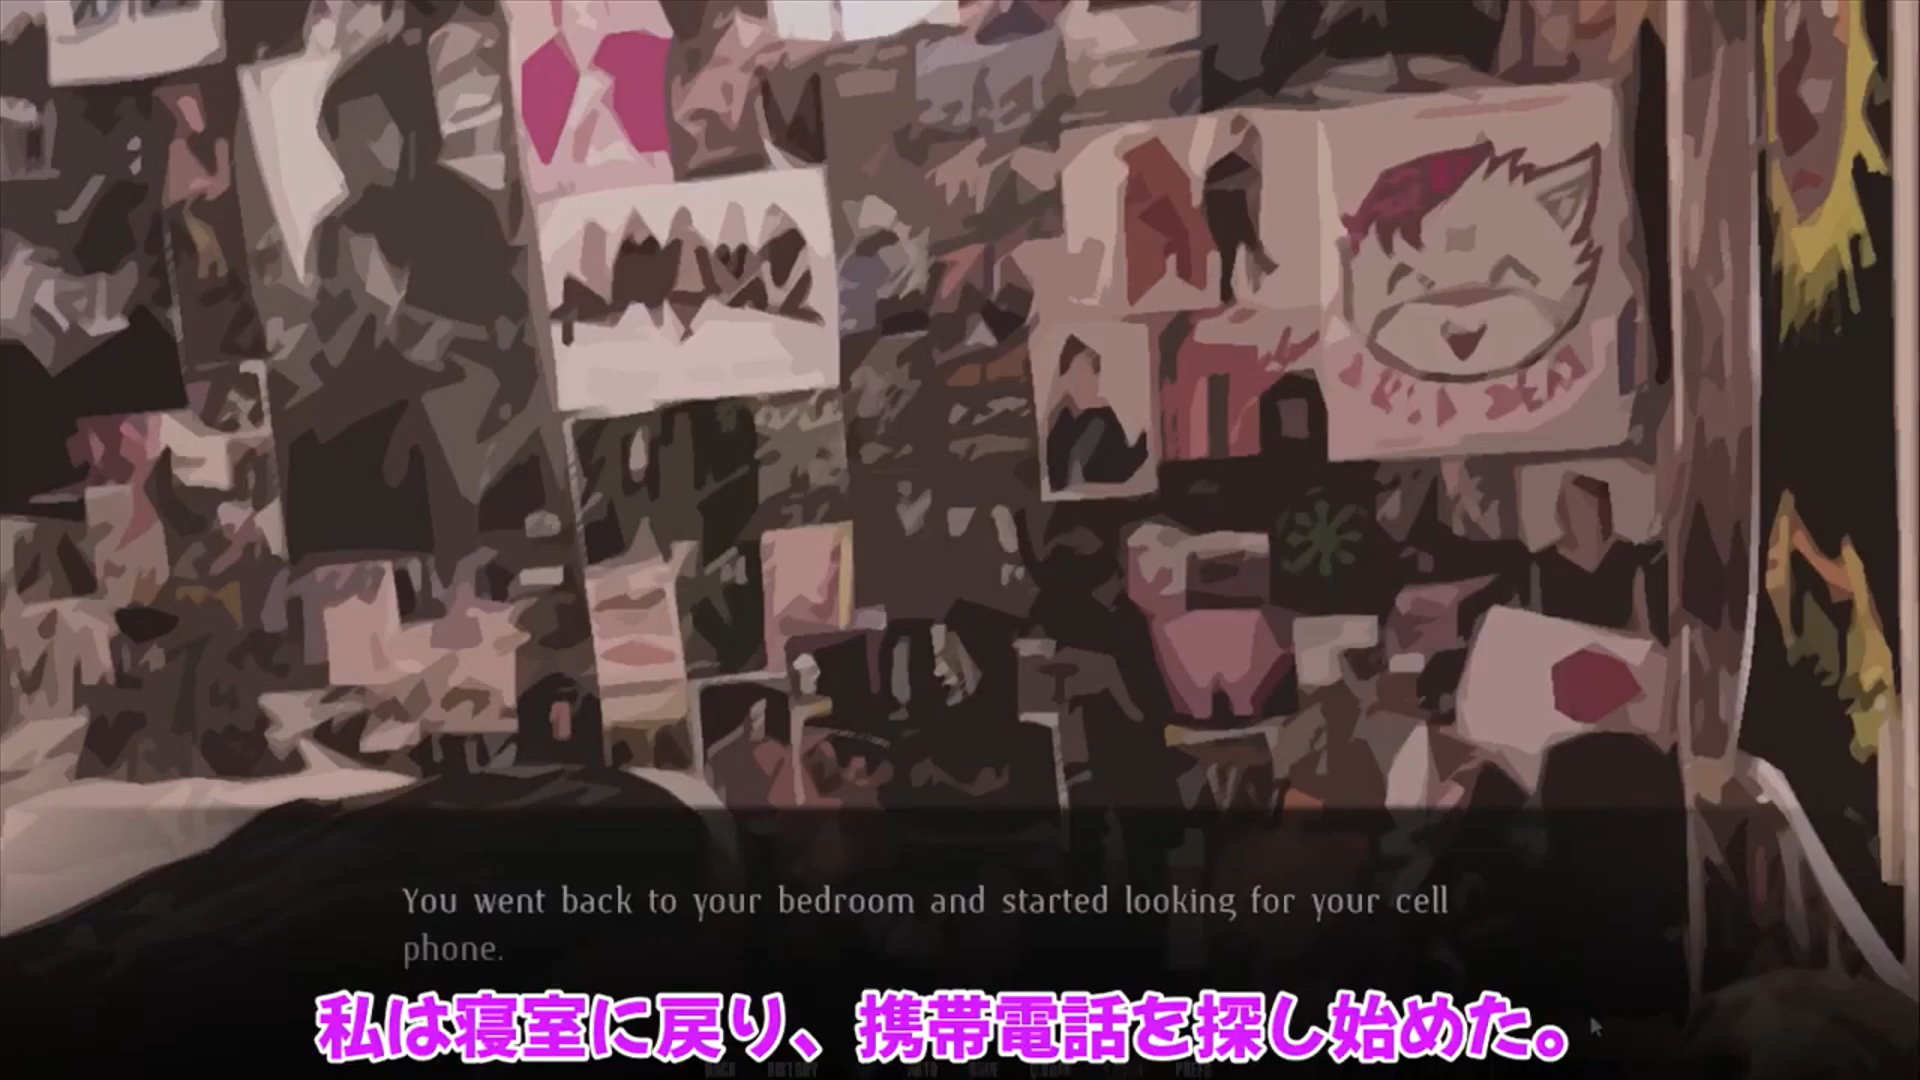 You went back to your bedroom and started looking for your cell
phone.
私は寝室に戻り、携帯電話を探し始めた。